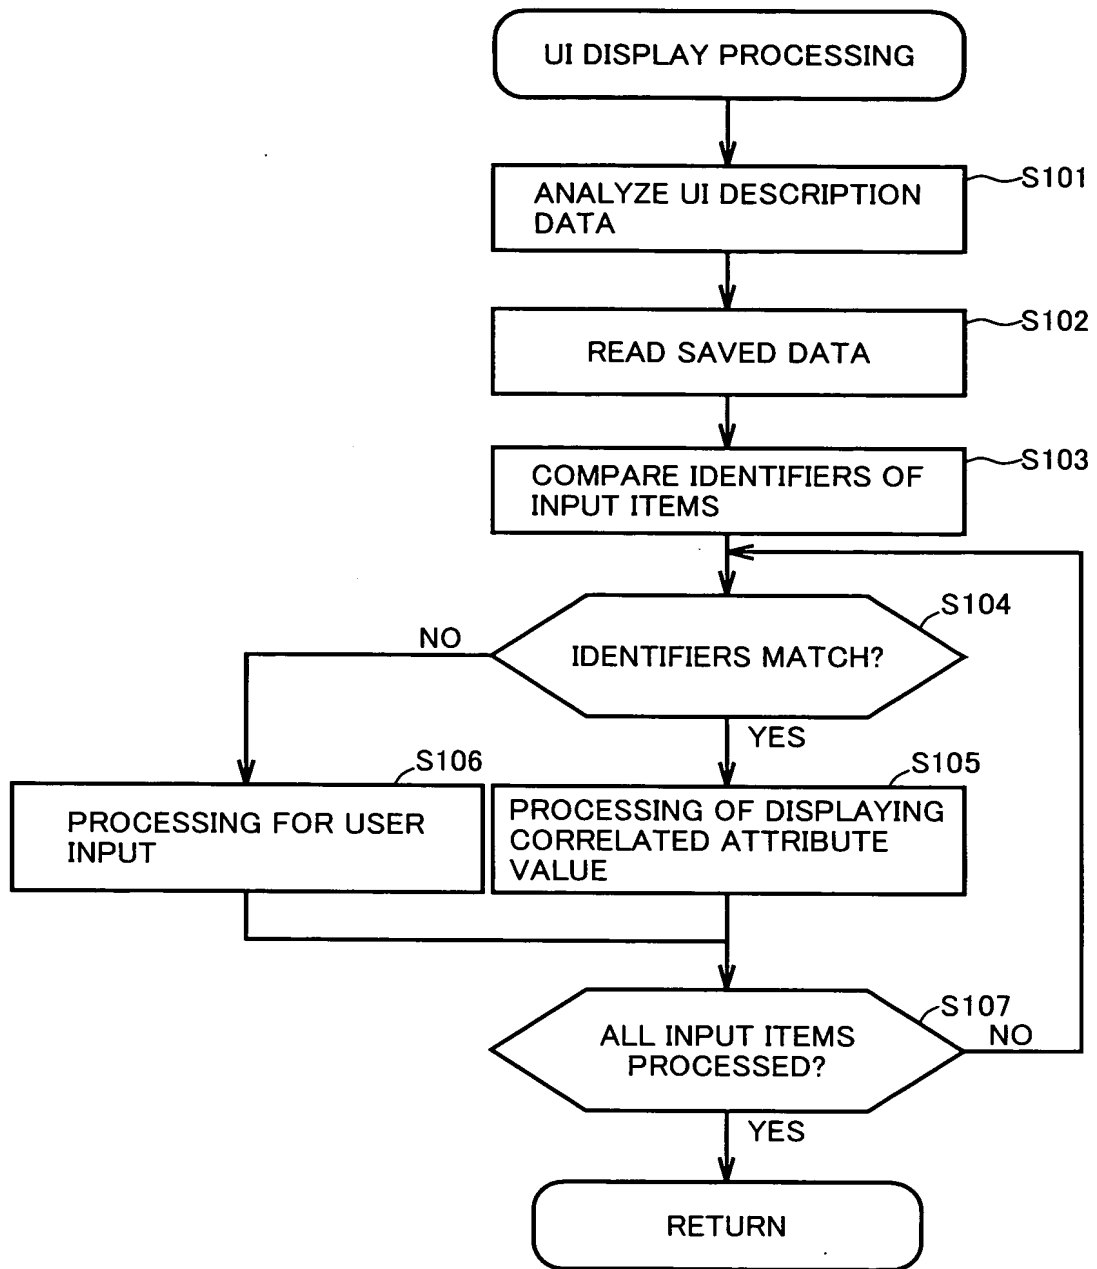 UI DISPLAY PROCESSING
S101
ANALYZE UI DESCRIPTION
DATA
S102
READ SAVED DATA
S103
COMPARE IDENTIFIERS OF
INPUT ITEMS
S104
NO
IDENTIFIERS MATCH?
YES
S106
PROCESSING FOR USER
INPUT
S105
PROCESSING OF DISPLAYING
CORRELATED ATTRIBUTE
VALUE
S107
ALL INPUT ITEMS
PROCESSED?
NO
YES
RETURN